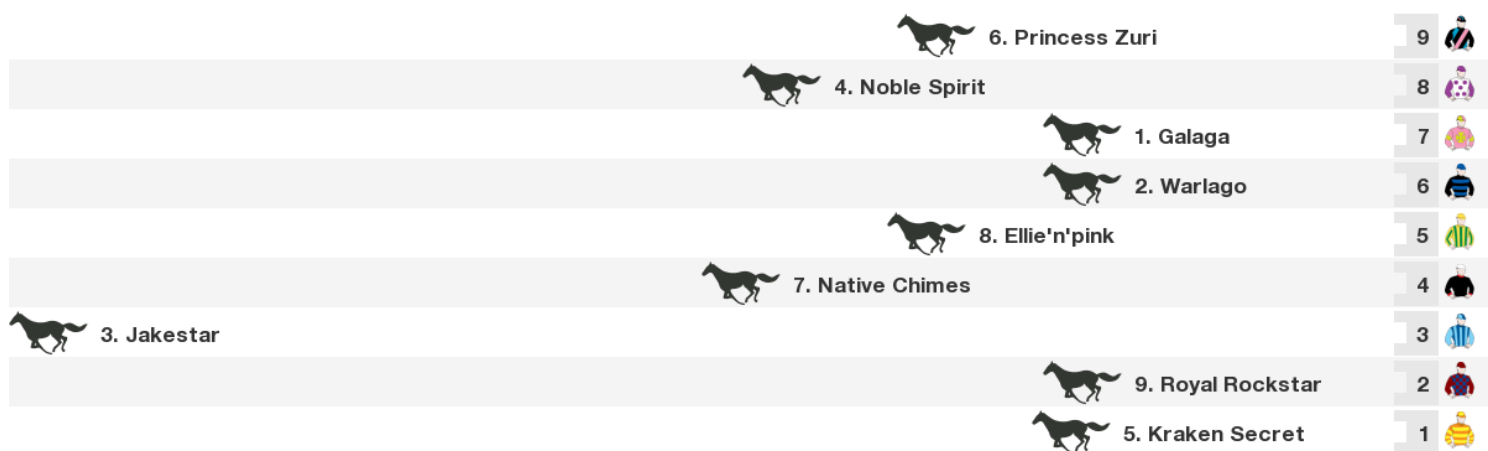 6. Princess Zuri 9
4. Noble Spirit 8
1. Galaga 7
2. Warlago 6
8. Ellie'n'pink 5
7. Native Chimes 4
3. Jakestar 3
9. Royal Rockstar 2
5. Kraken Secret 1